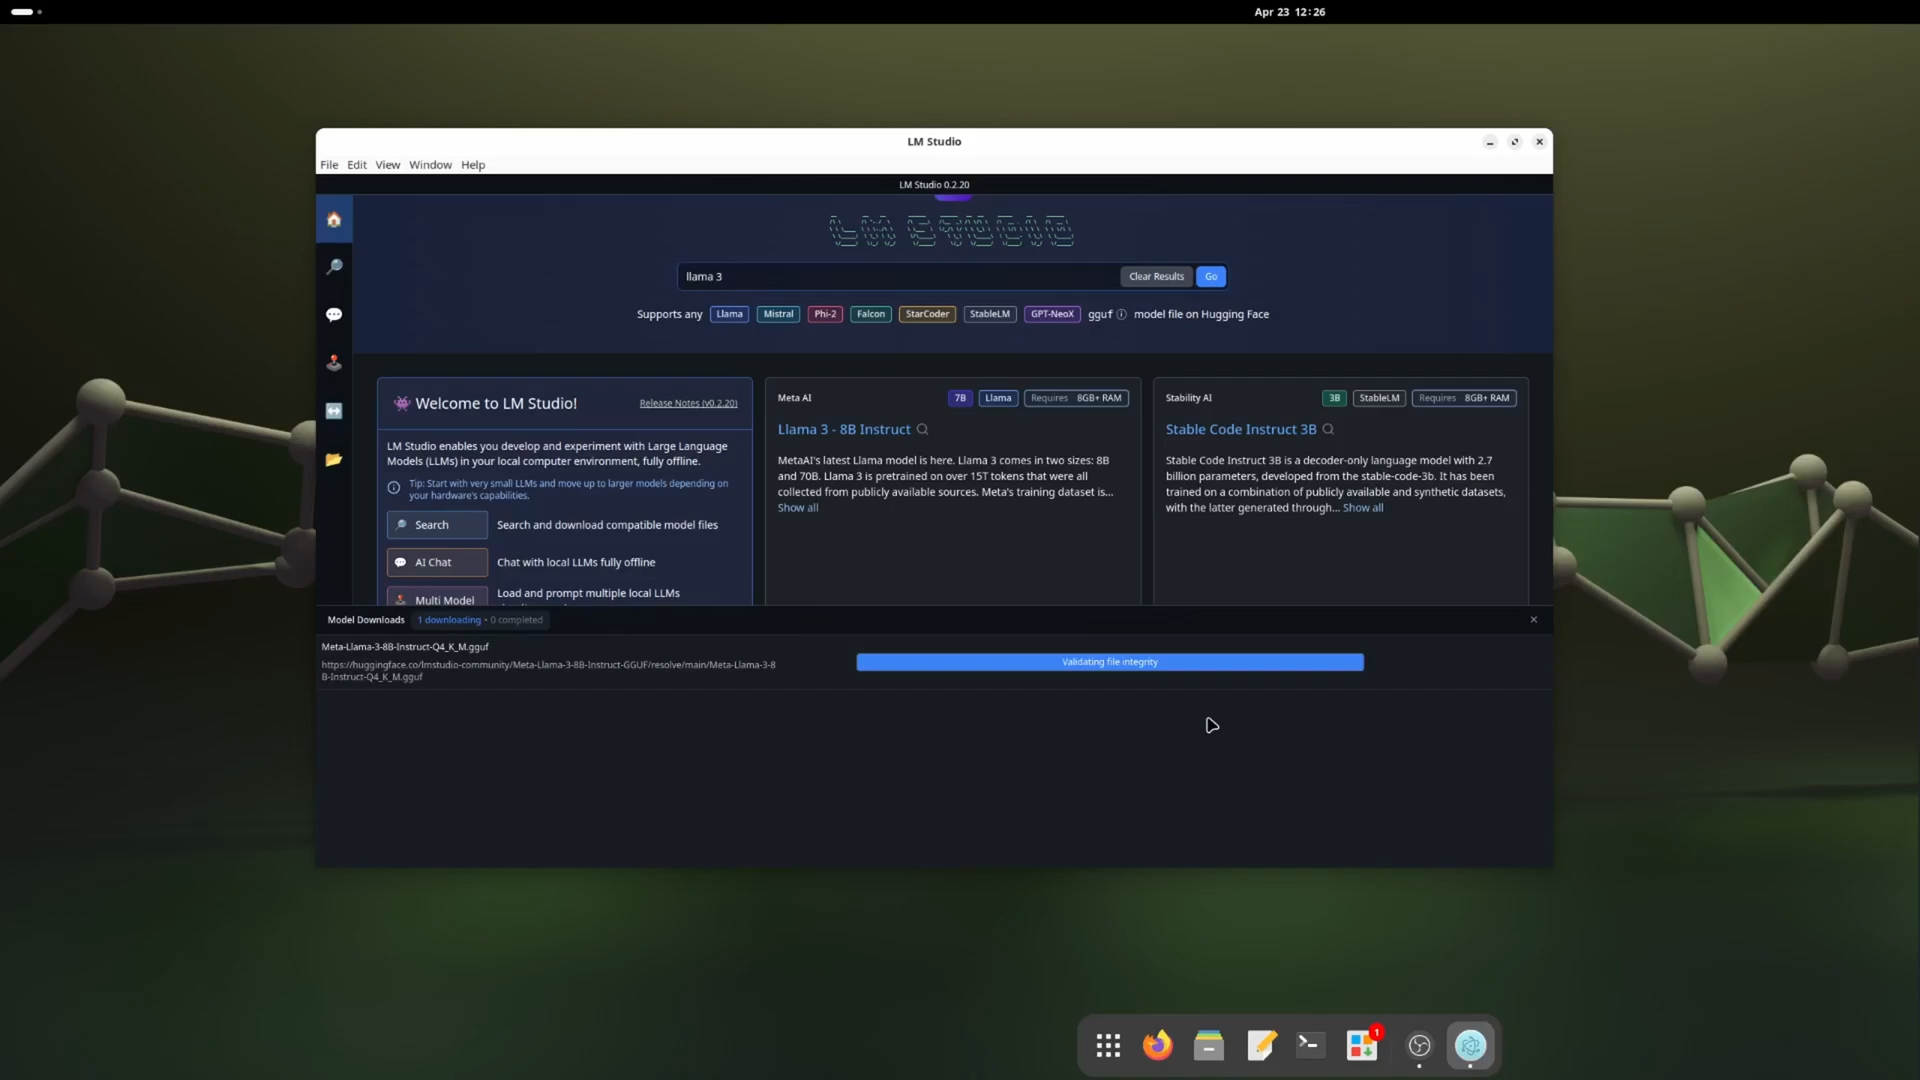 Apr 23 12:26
LM Studio
File Edit View Window Help
LM Studio 0.2.20
LM STUDIO
llama 3
Clear Results
Go
Supports any Llama Mistral Phi-2 Falcon StarCoder StableLM GPT-NeoX gguf model file on Hugging Face
Welcome to LM Studio!
Release Notes (v0.2.20)
LM Studio enables you develop and experiment with Large Language
Models (LLMs) in your local computer environment, fully offline.
Tip: Start with very small LLMs and move up to larger models depending on
your hardware's capabilities.
Search
Search and download compatible model files
AI Chat
Chat with local LLMs fully offline
Multi Model
Load and prompt multiple local LLMs
Meta AI
7B Llama Requires 8GB+ RAM
Llama 3 - 8B Instruct
MetaAI's latest Llama model is here. Llama 3 comes in two sizes: 8B
and 70B. Llama 3 is pretrained on over 15T tokens that were all
collected from publicly available sources. Meta's training dataset is...
Show all
Stability AI
3B StableLM Requires 8GB+ RAM
Stable Code Instruct 3B
Stable Code Instruct 3B is a decoder-only language model with 2.7
billion parameters, developed from the stable-code-3b. It has been
trained on a combination of publicly available and synthetic datasets,
with the latter generated through... Show all
Model Downloads 1 downloading • 0 completed
Meta-Llama-3-8B-Instruct-Q4_K_M.gguf
https://huggingface.co/lmstudio-community/Meta-Llama-3-8B-Instruct-GGUF/resolve/main/Meta-Llama-3-8
B-Instruct-Q4_K_M.gguf
Validating file integrity
1